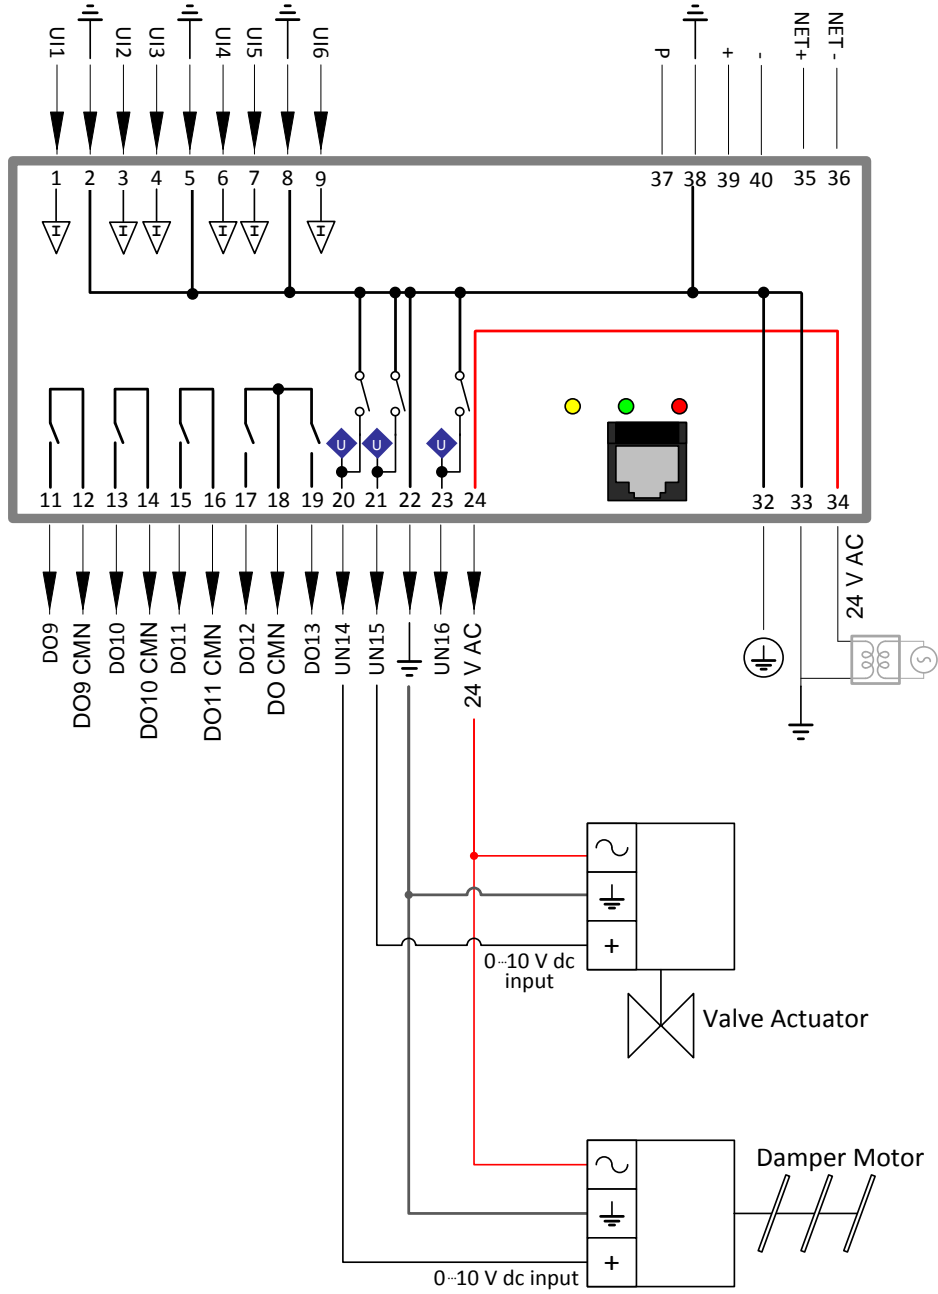 UI1 UI2 UI3 UI4 UI5 UI6 P + - NET+ NET -
1 2 3 4 5 6 7 8 9 37 38 39 40 35 36
I I I I I I
U U U
11 12 13 14 15 16 17 18 19 20 21 22 23 24 32 33 34
DO9 DO9 CMN DO10 DO10 CMN DO11 DO11 CMN DO12 DO CMN DO13 UN14 UN15 UN16 24 V AC 24 V AC
S
+
0...10 V dc
input
Valve Actuator
Damper Motor
+
0...10 V dc input